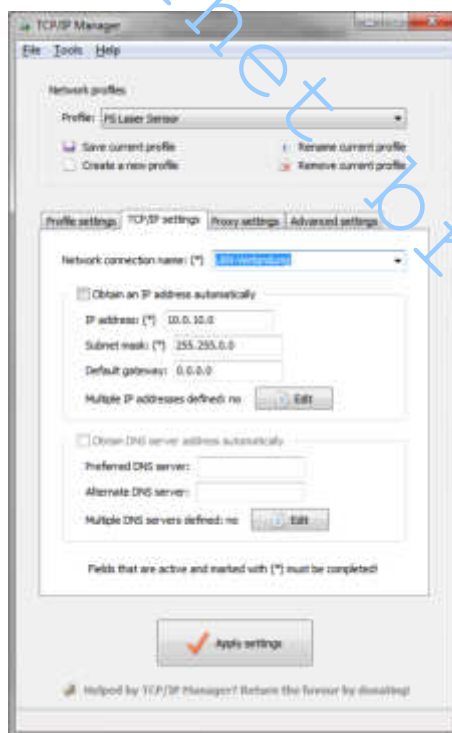 TCP/IP Manager
File Tools Help
Network profiles
Profile: PS Laser Sensor
Save current profile Rename current profile
Create a new profile Remove current profile
Profile settings TCP/IP settings Proxy settings Advanced settings
Network connection name: (*) LAN-Verbindung
Obtain an IP address automatically
IP address: (*) 10.0.10.0
Subnet mask: (*) 255.255.0.0
Default gateway: 0.0.0.0
Multiple IP addresses defined: no Edit
Obtain DNS server address automatically
Preferred DNS server:
Alternate DNS server:
Multiple DNS servers defined: no Edit
Fields that are active and marked with (*) must be completed!
Apply settings
Helped by TCP/IP Manager? Return the favour by donating!